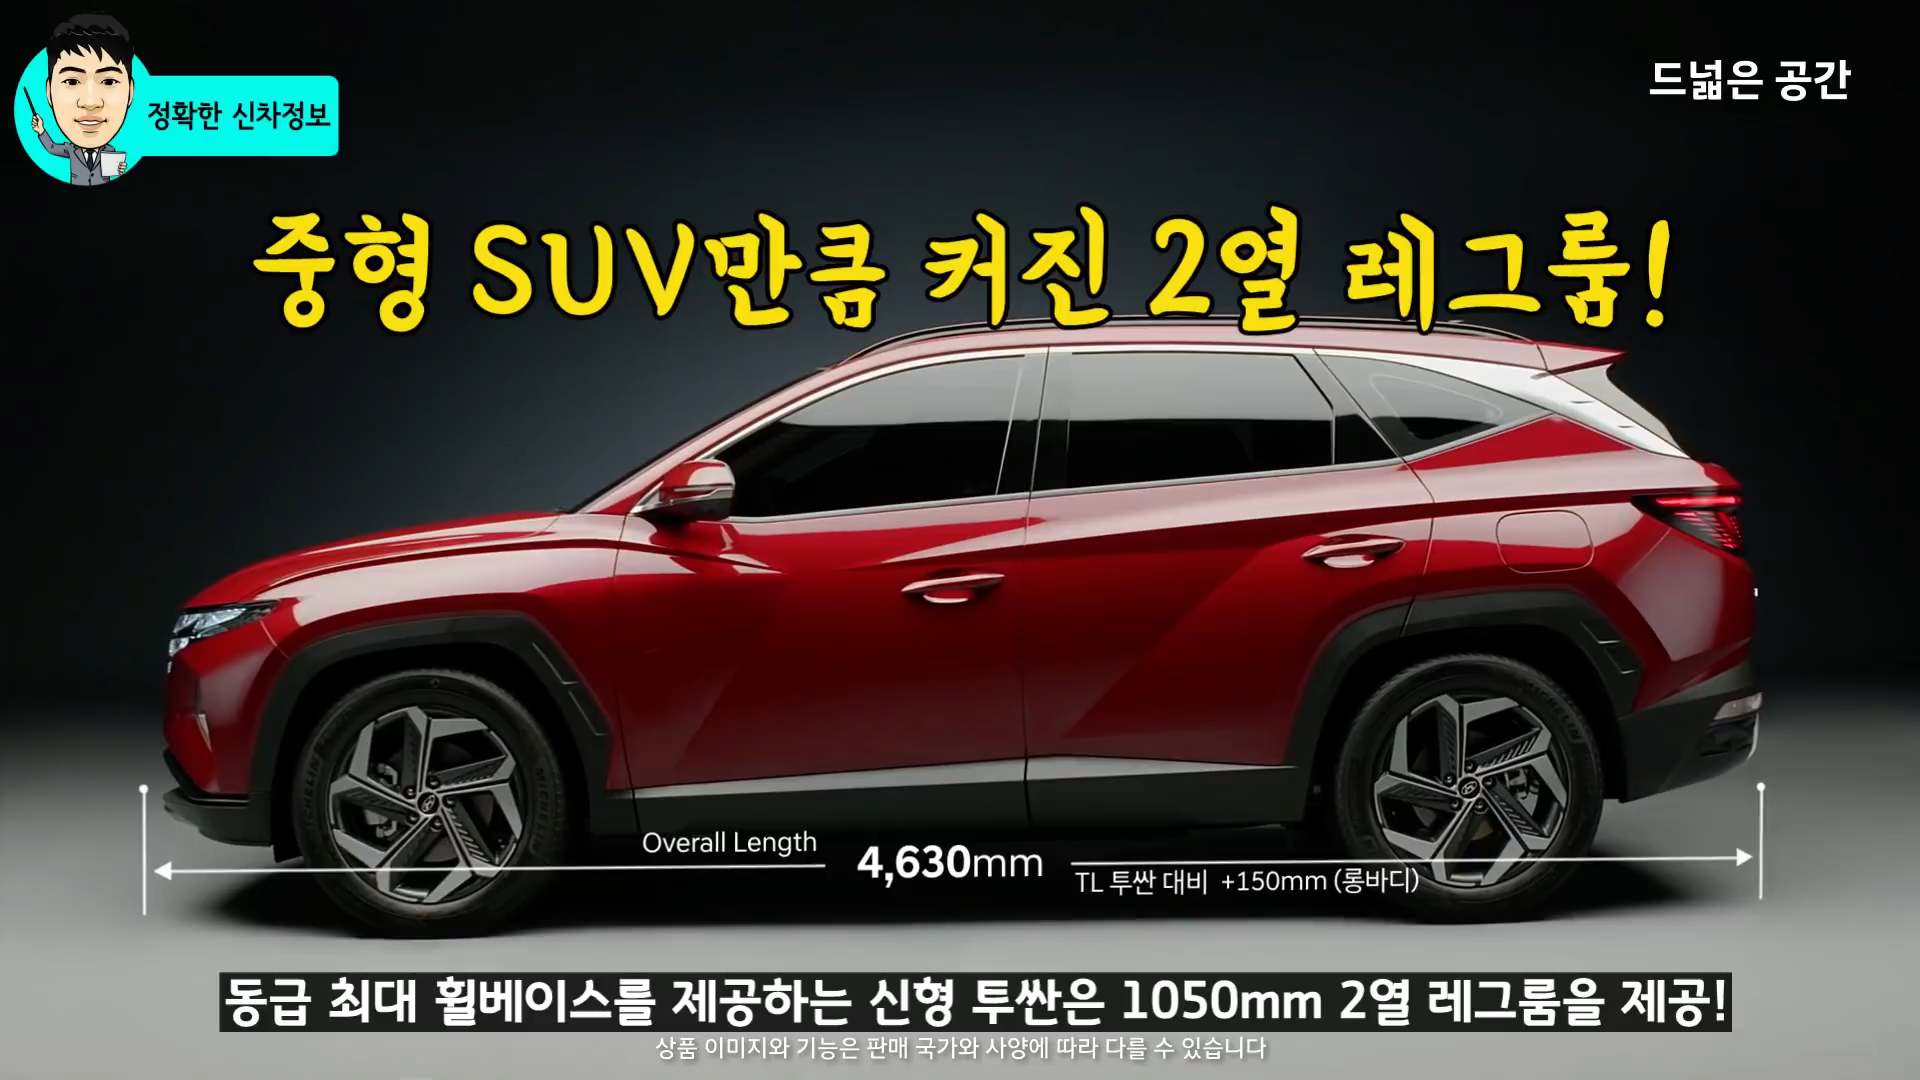 정확한 신차정보
드넓은 공간
중형 SUV만큼 커진 2열 레그룸!
Overall Length
4,630mm
TL 투싼 대비 +150mm (롱바디)
동급 최대 휠베이스를 제공하는 신형 투싼은 1050mm 2열 레그룸을 제공!
상품 이미지와 기능은 판매 국가와 사양에 따라 다를 수 있습니다